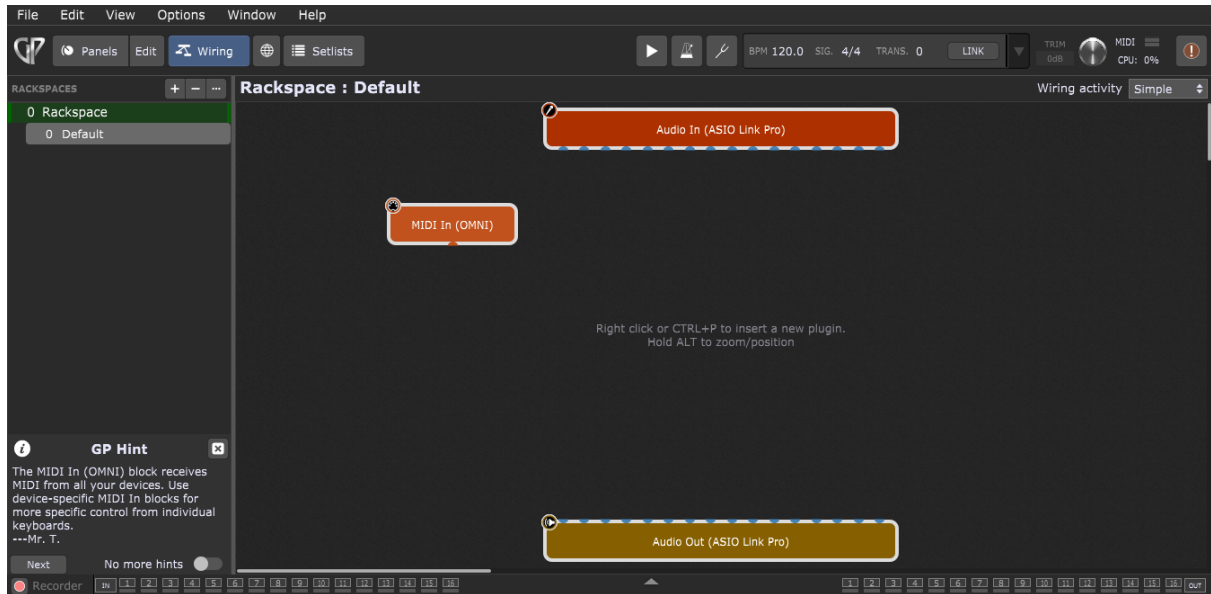 File Edit View Options Window Help
GP Panels Edit Wiring Setlists BPM 120.0 SIG. 4/4 TRANS. 0 LINK TRIM 0dB MIDI CPU: 0%
RACKSPACES
Rackspace : Default
Wiring activity Simple
0 Rackspace
0 Default
Audio In (ASIO Link Pro)
MIDI In (OMNI)
Right click or CTRL+P to insert a new plugin.
Hold ALT to zoom/position
GP Hint
The MIDI In (OMNI) block receives
MIDI from all your devices. Use
device-specific MIDI In blocks for
more specific control from individual
keyboards.
---Mr. T.
Next No more hints
Audio Out (ASIO Link Pro)
Recorder IN 1 2 3 4 5 6 7 8 9 10 11 12 13 14 15 16 1 2 3 4 5 6 7 8 9 10 11 12 13 14 15 16 OUT